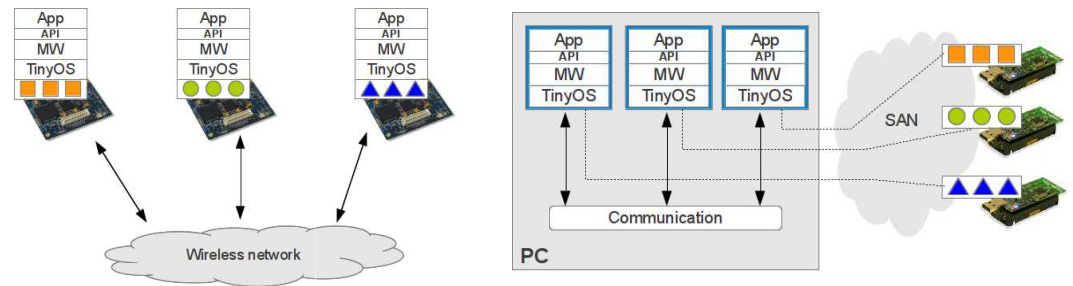 App
API
MW
TinyOS
App
API
MW
TinyOS
App
API
MW
TinyOS
Wireless network
App
API
MW
TinyOS
App
API
MW
TinyOS
App
API
MW
TinyOS
Communication
PC
SAN